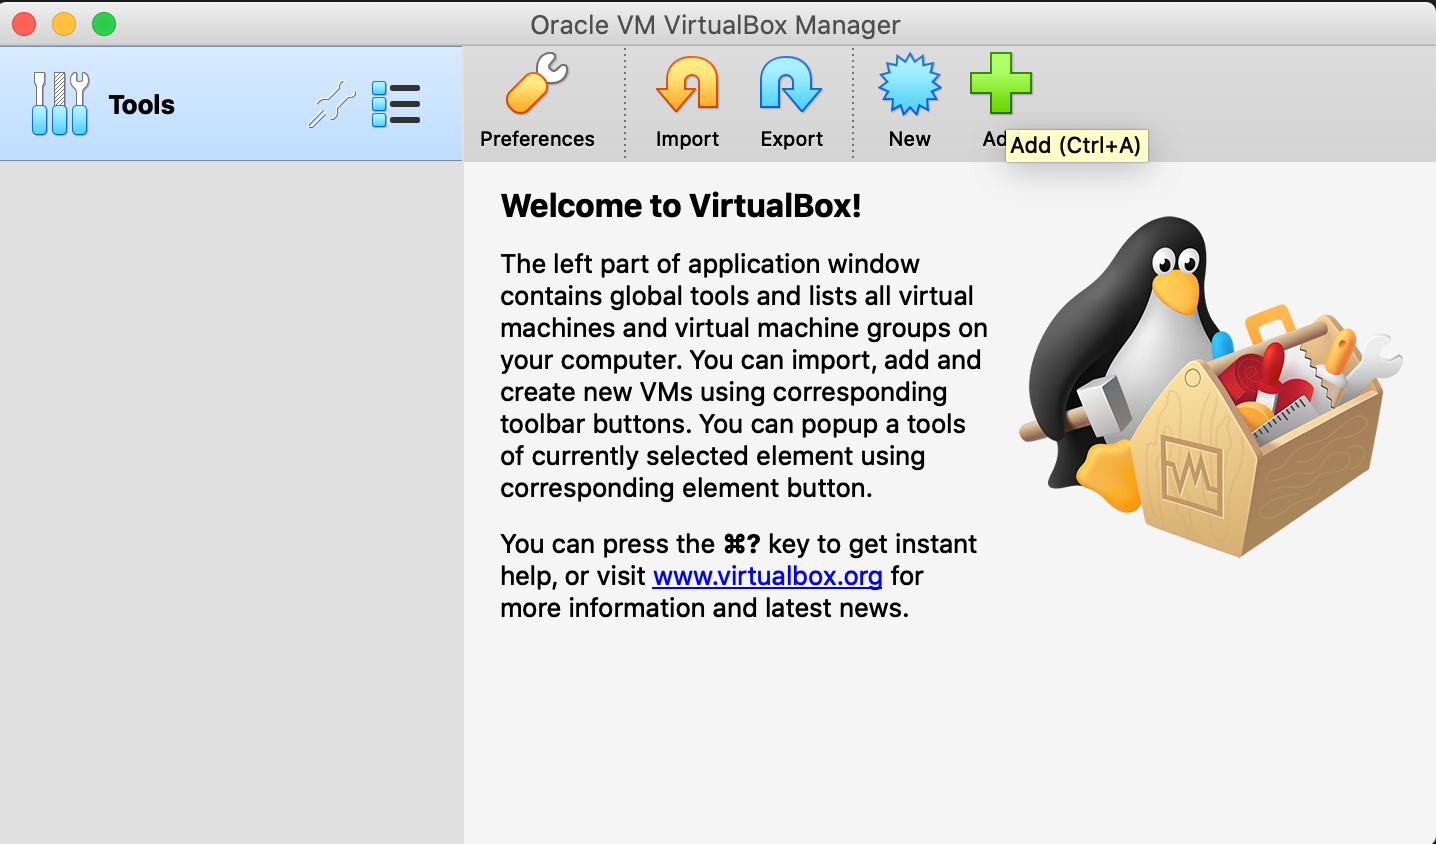 Oracle VM VirtualBox Manager
Tools
Preferences
Import
Export
New
Ad
Add (Ctrl+A)
Welcome to VirtualBox!
The left part of application window
contains global tools and lists all virtual
machines and virtual machine groups on
your computer. You can import, add and
create new VMs using corresponding
toolbar buttons. You can popup a tools
of currently selected element using
corresponding element button.
You can press the ⌘? key to get instant
help, or visit www.virtualbox.org for
more information and latest news.